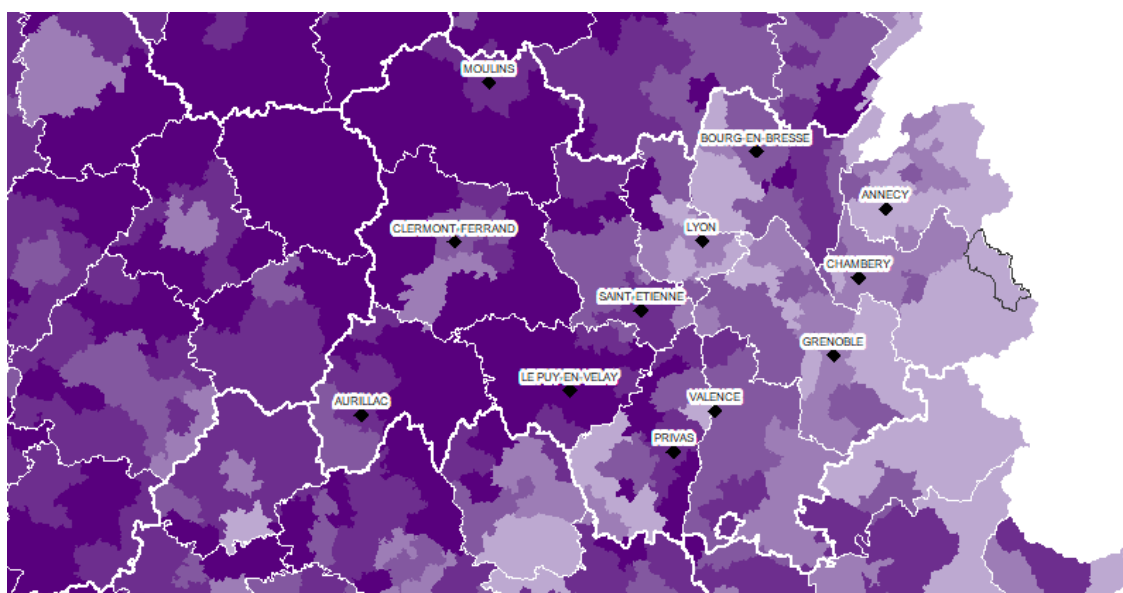 MOULINS
BOURG-EN-BRESSE
ANNECY
CLERMONT-FERRAND
LYON
CHAMBERY
SAINT-ETIENNE
GRENOBLE
LE PUY-EN-VELAY
AURILLAC
VALENCE
PRIVAS